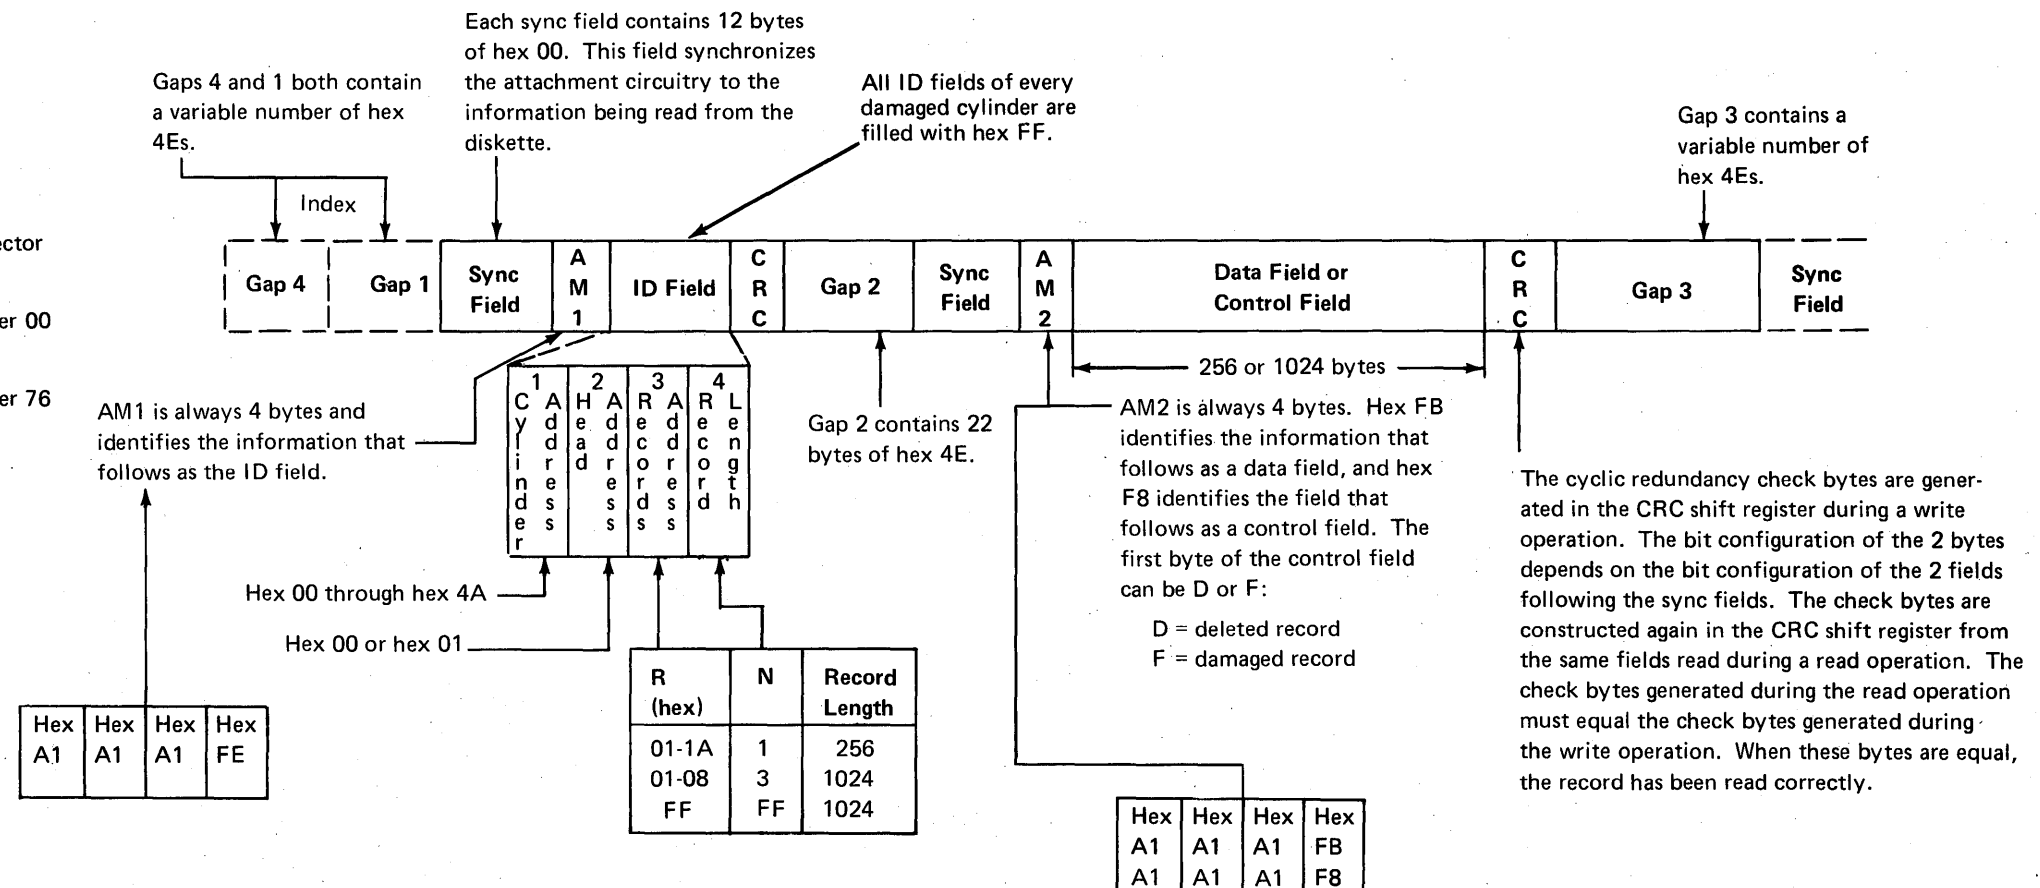 Each sync field contains 12 bytes
of hex 00. This field synchronizes
the attachment circuitry to the
information being read from the
diskette.
Gaps 4 and 1 both contain
a variable number of hex
4Es.
All ID fields of every
damaged cylinder are
filled with hex FF.
Gap 3 contains a
variable number of
hex 4Es.
Index
ector
er 00
er 76
Gap 4
Gap 1
Sync
Field
AM1
ID Field
CRC
Gap 2
Sync
Field
AM2
Data Field or
Control Field
CRC
Gap 3
Sync
Field
256 or 1024 bytes
1 2 3 4
Cylinder Address
Head Address
Records Address
Record Length
AM1 is always 4 bytes and
identifies the information that
follows as the ID field.
Gap 2 contains 22
bytes of hex 4E.
AM2 is always 4 bytes. Hex FB
identifies the information that
follows as a data field, and hex
F8 identifies the field that
follows as a control field. The
first byte of the control field
can be D or F:
D = deleted record
F = damaged record
The cyclic redundancy check bytes are gener-
ated in the CRC shift register during a write
operation. The bit configuration of the 2 bytes
depends on the bit configuration of the 2 fields
following the sync fields. The check bytes are
constructed again in the CRC shift register from
the same fields read during a read operation. The
check bytes generated during the read operation
must equal the check bytes generated during
the write operation. When these bytes are equal,
the record has been read correctly.
Hex 00 through hex 4A
Hex 00 or hex 01
R N Record
(hex) Length
01-1A 1 256
01-08 3 1024
FF FF 1024
Hex Hex Hex Hex
A1 A1 A1 FE
Hex Hex Hex Hex
A1 A1 A1 FB
A1 A1 A1 F8